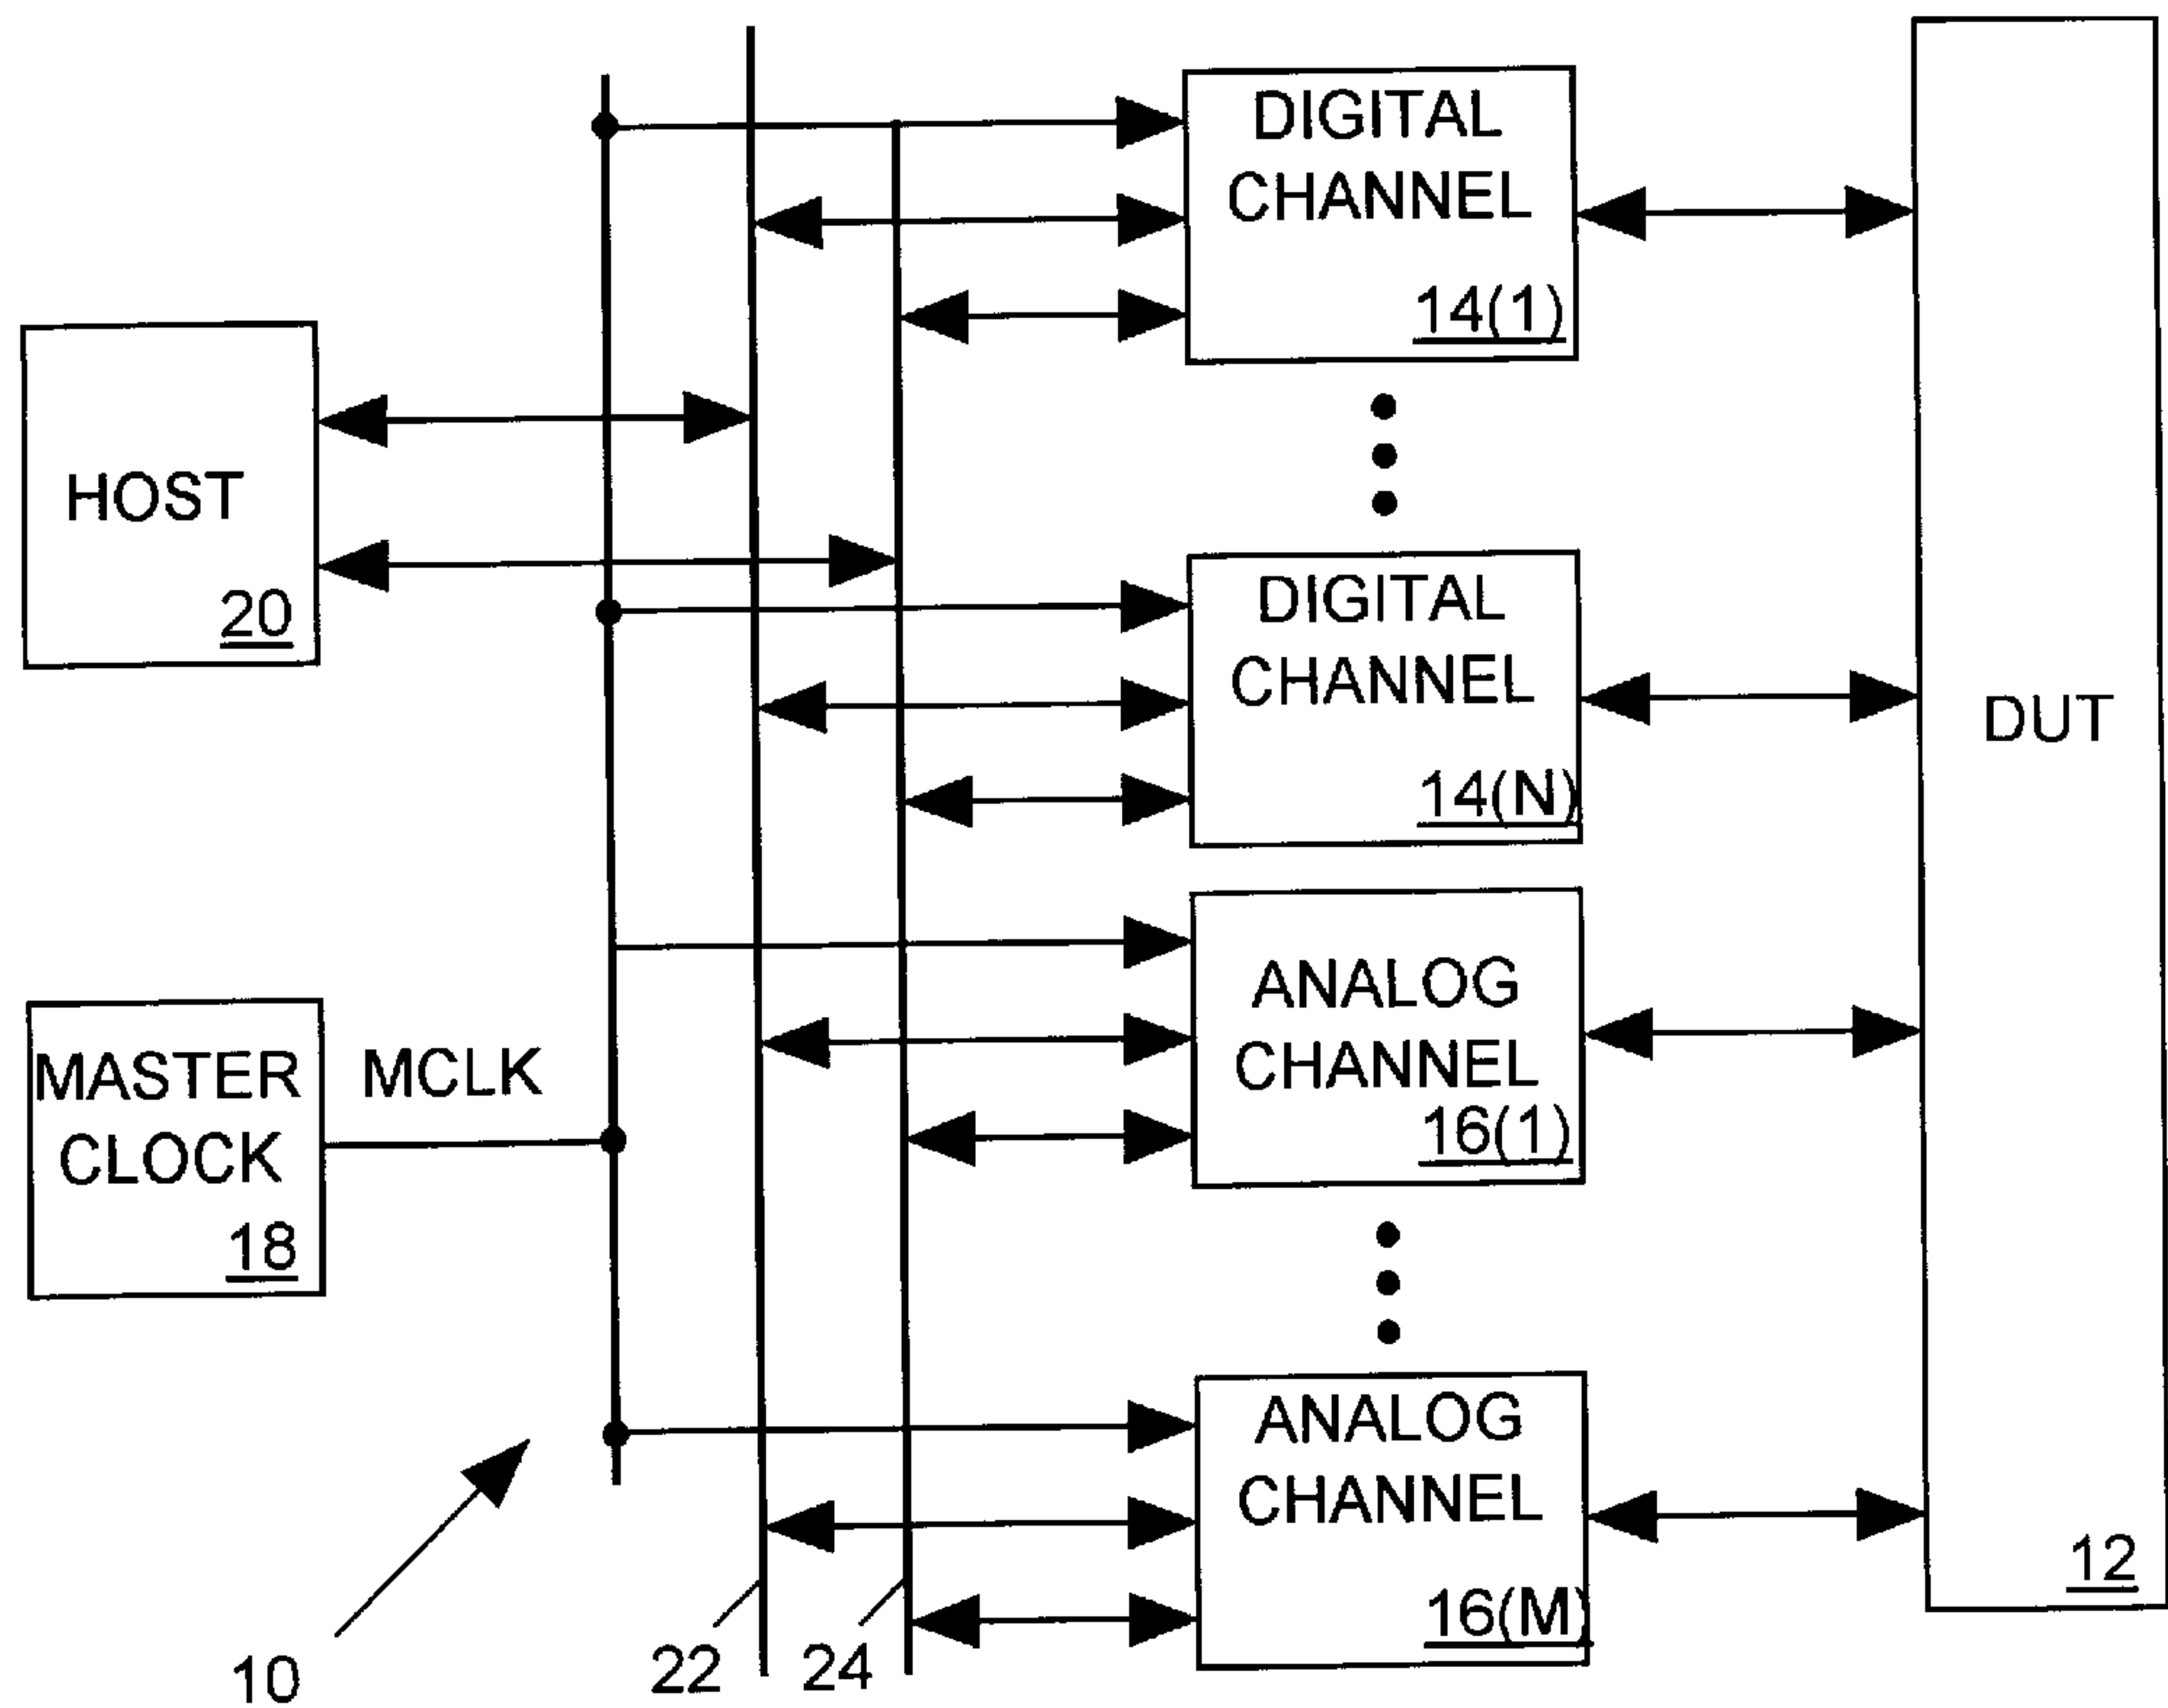 DIGITAL
CHANNEL
14(1)
HOST
20
DIGITAL
CHANNEL
14(N)
DUT
ANALOG
CHANNEL
16(1)
MASTER
CLOCK
18
MCLK
ANALOG
CHANNEL
16(M)
12
10
22
24